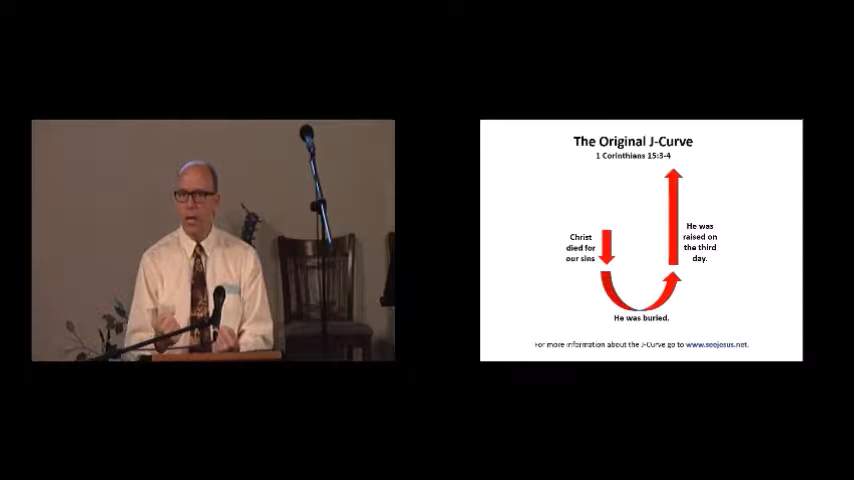 The Original J-Curve
1 Corinthians 15:3-4
Christ
died for
our sins
He was
raised on
the third
day.
He was buried.
For more information about the J-Curve go to www.seejesus.net.